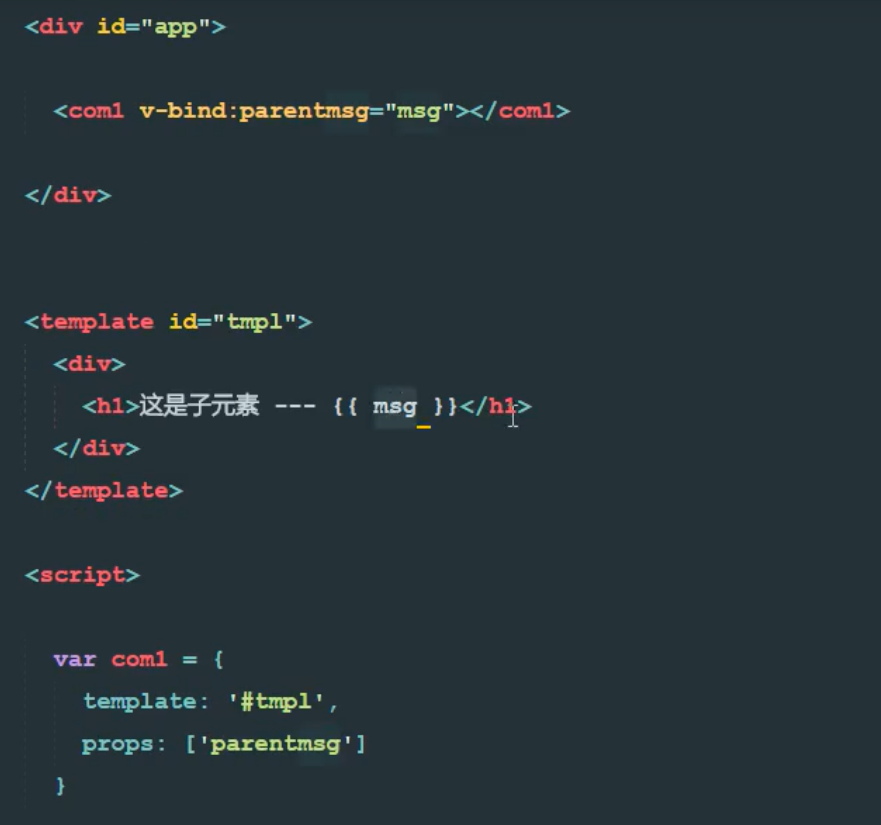 <div id="app">
<com1 v-bind:parentmsg="msg"></com1>
</div>
<template id="tmpl">
<div>
<h1>这是子元素 --- {{ msg }}</h1>
</div>
</template>
<script>
var com1 = {
template: '#tmpl',
props: ['parentmsg']
}